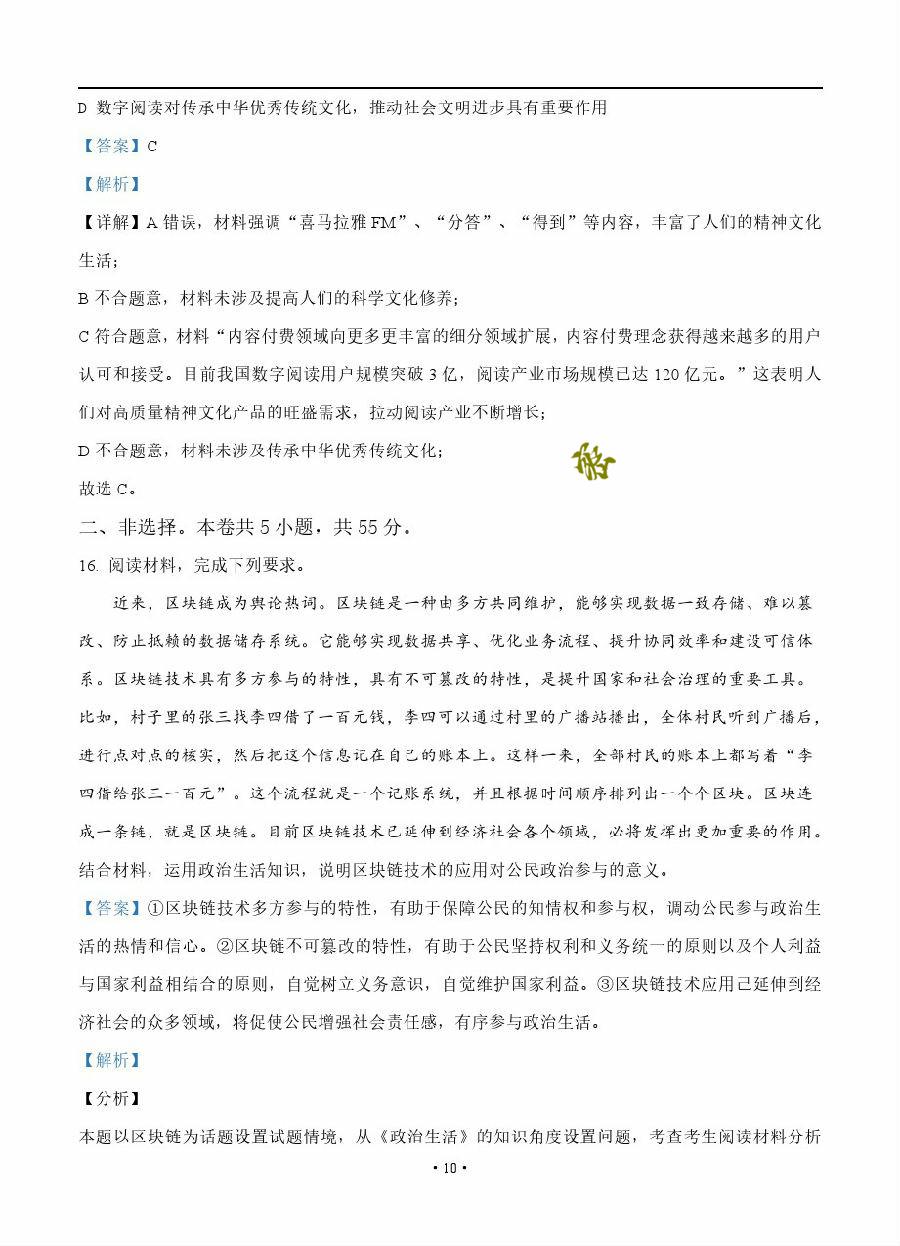 D 数字阅读对传承中华优秀传统文化，推动社会文明进步具有重要作用
【答案】C
【解析】
【详解】A 错误，材料强调“喜马拉雅 FM”、“分答”、“得到”等内容，丰富了人们的精神文化
生活；
B 不合题意，材料未涉及提高人们的科学文化修养；
C 符合题意，材料“内容付费领域向更多更丰富的细分领域扩展，内容付费理念获得越来越多的用户
认可和接受。目前我国数字阅读用户规模突破 3 亿，阅读产业市场规模已达 120 亿元。”这表明人
们对高质量精神文化产品的旺盛需求，拉动阅读产业不断增长；
D 不合题意，材料未涉及传承中华优秀传统文化；
故选 C。
二、非选择。本卷共 5 小题，共 55 分．
16. 阅读材料，完成下列要求。
近来，区块链成为舆论热词。区块链是一种由多方共同维护，能够实现数据一致存储、难以篡
改、防止抵赖的数据储存系统。它能够实现数据共享、优化业务流程、提升协同效率和建设可信体
系。区块链技术具有多方参与的特性，具有不可篡改的特性，是提升国家和社会治理的重要工具。
比如，村子里的张三找李四借了一百元钱，李四可以通过村里的广播站播出，全体村民听到广播后，
进行点对点的核实，然后把这个信息记在自己的账本上。这样一来，全部村民的账本上都写着“李
四借给张三一百元”。这个流程就是一个记账系统，并且根据时间顺序排列出一个个区块。区块连
成一条链，就是区块链。目前区块链技术已延伸到经济社会各个领域，必将发挥出更加重要的作用。
结合材料，运用政治生活知识，说明区块链技术的应用对公民政治参与的意义。
【答案】①区块链技术多方参与的特性，有助于保障公民的知情权和参与权，调动公民参与政治生
活的热情和信心。②区块链不可篡改的特性，有助于公民坚持权利和义务统一的原则以及个人利益
与国家利益相结合的原则，自觉树立义务意识，自觉维护国家利益。③区块链技术应用已延伸到经
济社会的众多领域，将促使公民增强社会责任感，有序参与政治生活。
【解析】
【分析】
本题以区块链为话题设置试题情境，从《政治生活》的知识角度设置问题，考查考生阅读材料分析
·10·